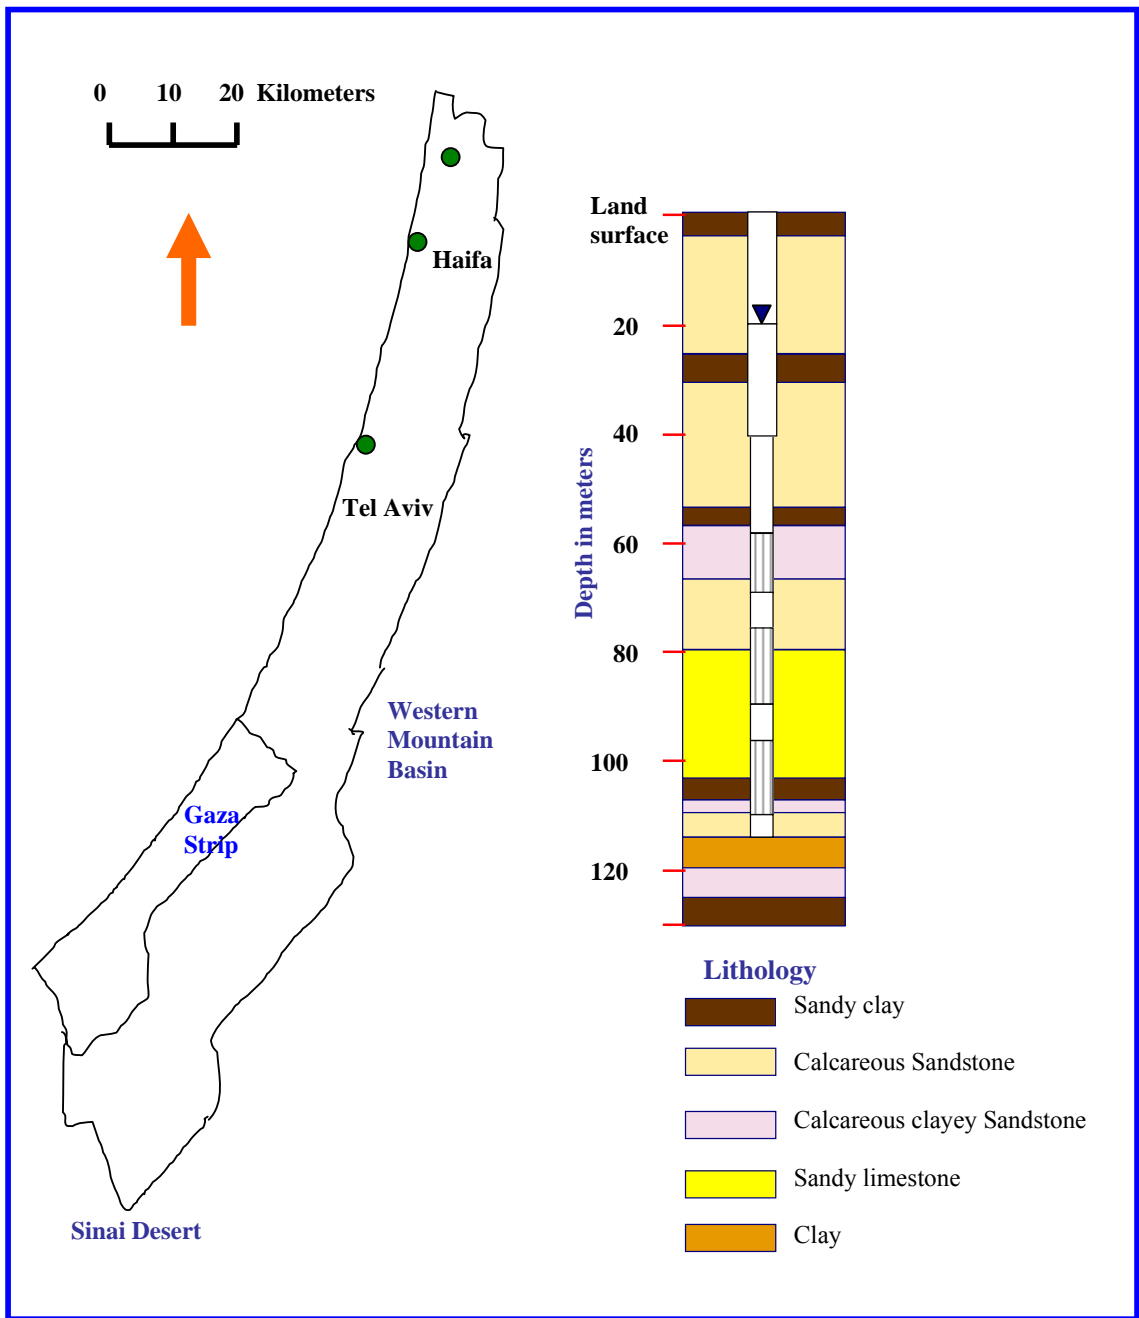 0 10 20 Kilometers
Haifa
Tel Aviv
Western
Mountain
Basin
Gaza
Strip
Sinai Desert
Land
surface
20
40
60
80
100
120
Depth in meters
Lithology
Sandy clay
Calcareous Sandstone
Calcareous clayey Sandstone
Sandy limestone
Clay